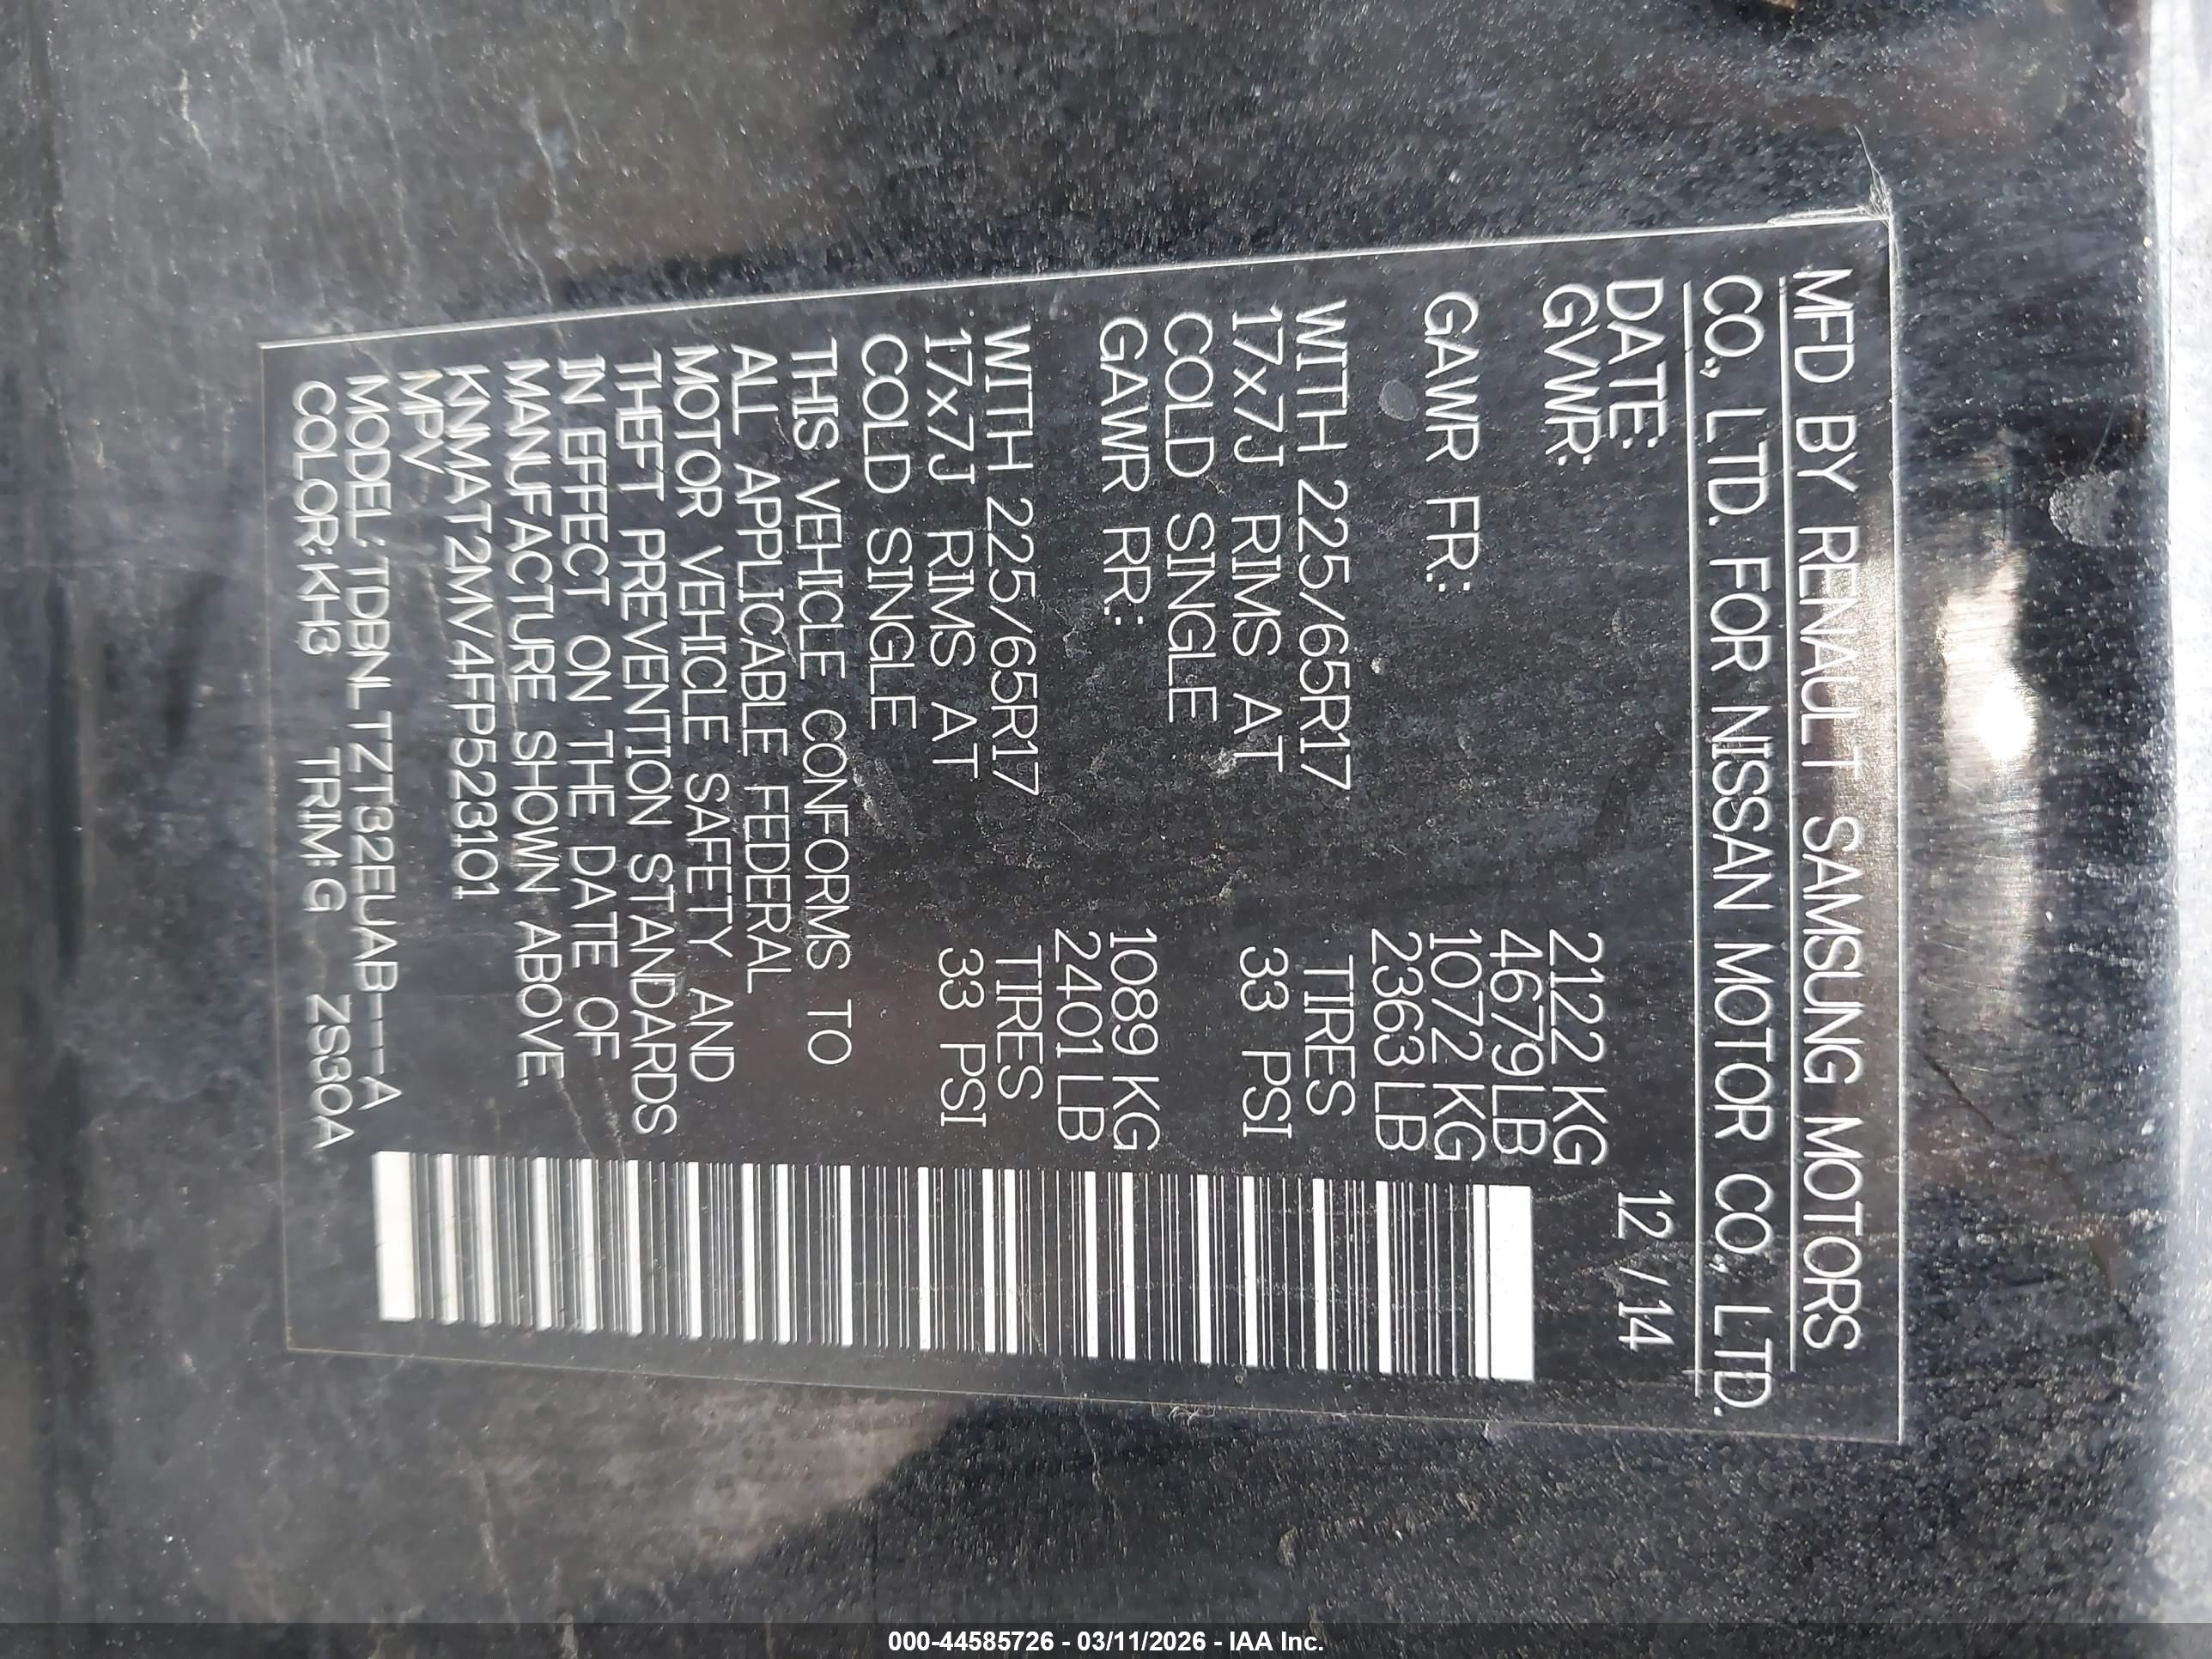 MFD BY RENAULT SAMSUNG MOTORS
CO., LTD. FOR NISSAN MOTOR CO., LTD.
DATE: 12 / 14
GVWR: 2122 KG
4679 LB
GAWR FR: 1072 KG
2363 LB
WITH 225/65R17 TIRES
17x7J RIMS AT 33 PSI
COLD SINGLE
GAWR RR: 1089 KG
2401 LB
WITH 225/65R17 TIRES
17x7J RIMS AT 33 PSI
COLD SINGLE
THIS VEHICLE CONFORMS TO
ALL APPLICABLE FEDERAL
MOTOR VEHICLE SAFETY AND
THEFT PREVENTION STANDARDS
IN EFFECT ON THE DATE OF
MANUFACTURE SHOWN ABOVE.
KNMAT2MV4FP523101
MPV
MODEL: TDBNLTZT32EUAB---A
COLOR: KH3 TRIM: G ZS30A
000-44585726 - 03/11/2026 - IAA Inc.